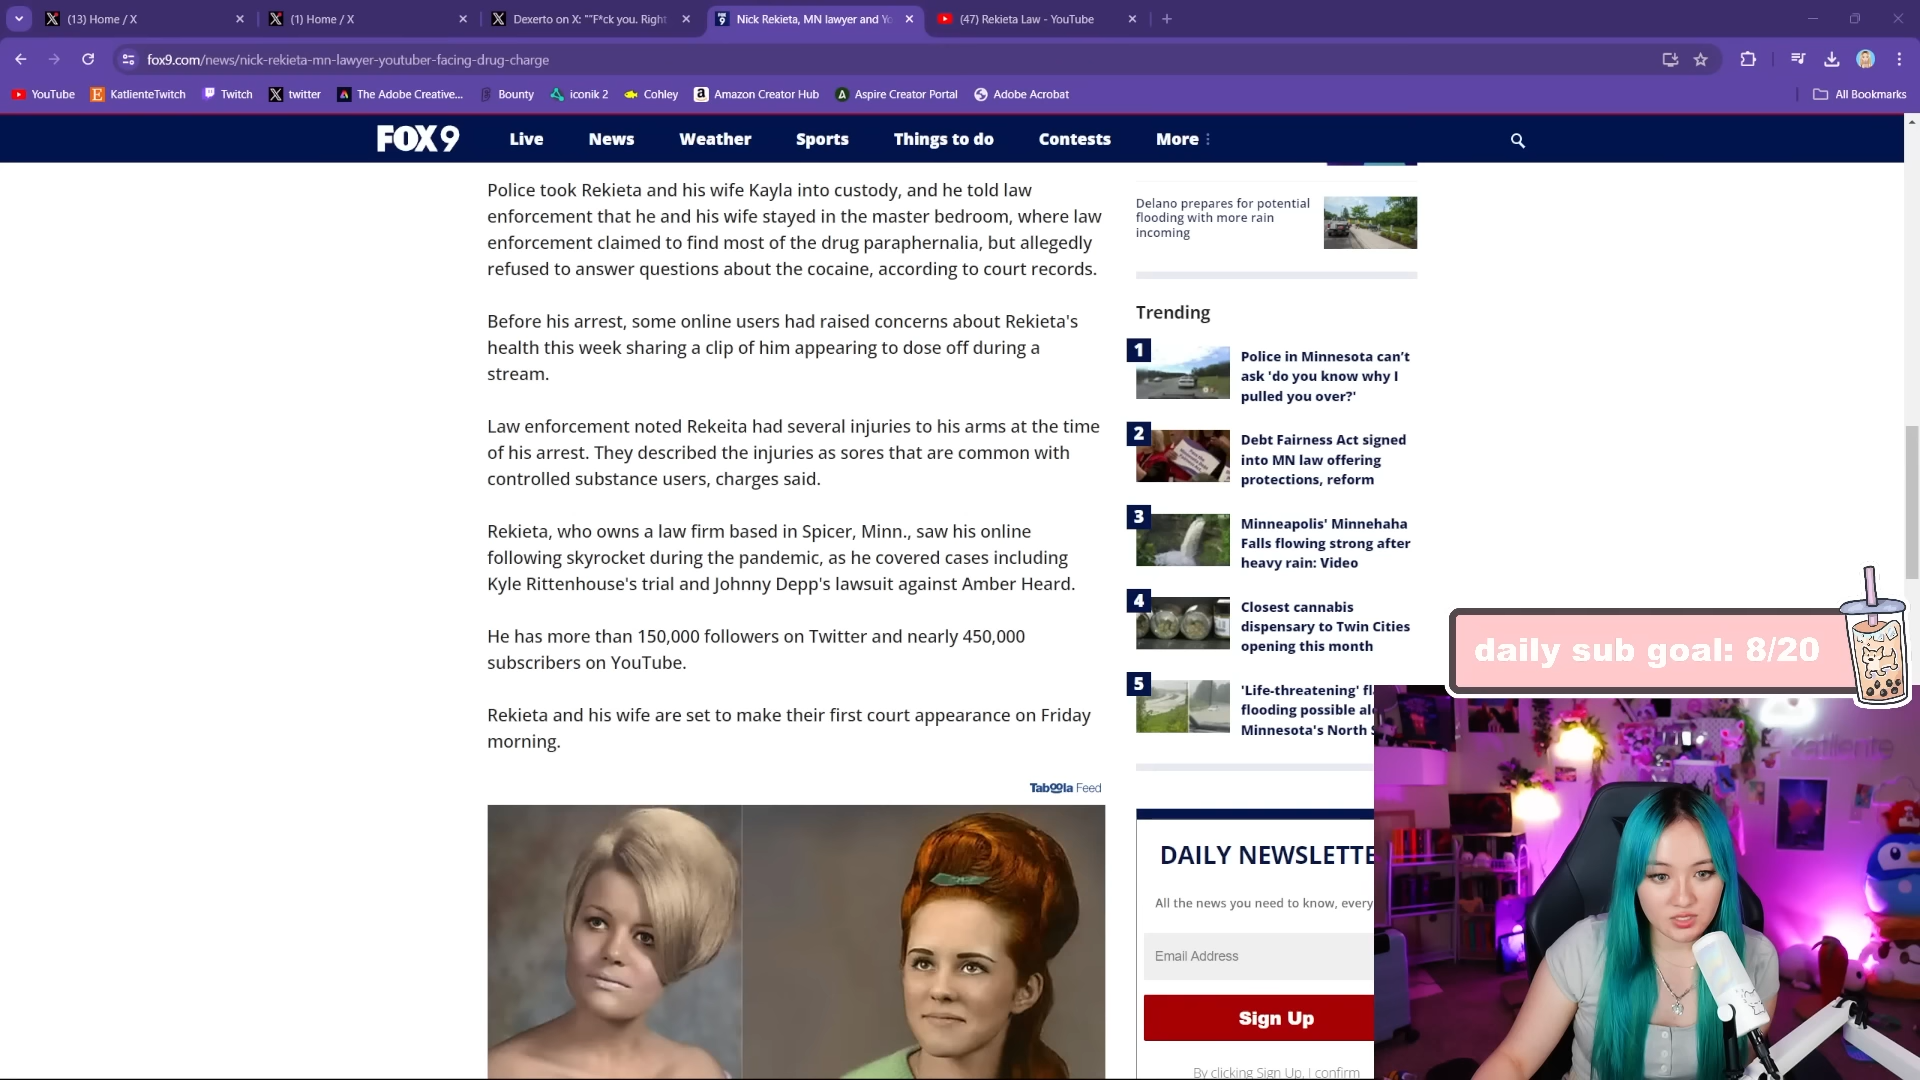 (13) Home / X
(1) Home / X
Dexerto on X: ""F*ck you. Right
Nick Rekieta, MN lawyer and Yo
(47) Rekieta Law - YouTube
fox9.com/news/nick-rekieta-mn-lawyer-youtuber-facing-drug-charge
YouTube
KatlienteTwitch
Twitch
twitter
The Adobe Creative...
Bounty
iconik 2
Cohley
Amazon Creator Hub
Aspire Creator Portal
Adobe Acrobat
All Bookmarks
FOX 9
Live
News
Weather
Sports
Things to do
Contests
More
Police took Rekieta and his wife Kayla into custody, and he told law
enforcement that he and his wife stayed in the master bedroom, where law
enforcement claimed to find most of the drug paraphernalia, but allegedly
refused to answer questions about the cocaine, according to court records.
Before his arrest, some online users had raised concerns about Rekieta's
health this week sharing a clip of him appearing to dose off during a
stream.
Law enforcement noted Rekeita had several injuries to his arms at the time
of his arrest. They described the injuries as sores that are common with
controlled substance users, charges said.
Rekieta, who owns a law firm based in Spicer, Minn., saw his online
following skyrocket during the pandemic, as he covered cases including
Kyle Rittenhouse's trial and Johnny Depp's lawsuit against Amber Heard.
He has more than 150,000 followers on Twitter and nearly 450,000
subscribers on YouTube.
Rekieta and his wife are set to make their first court appearance on Friday
morning.
Taboola Feed
Delano prepares for potential
flooding with more rain
incoming
Trending
1
Police in Minnesota can't
ask 'do you know why I
pulled you over?'
2
Debt Fairness Act signed
into MN law offering
protections, reform
3
Minneapolis' Minnehaha
Falls flowing strong after
heavy rain: Video
4
Closest cannabis
dispensary to Twin Cities
opening this month
5
'Life-threatening' fl
flooding possible al
Minnesota's North
DAILY NEWSLETTE
All the news you need to know, every
Email Address
Sign Up
By clicking Sign Up, I confirm
daily sub goal: 8/20
katliente